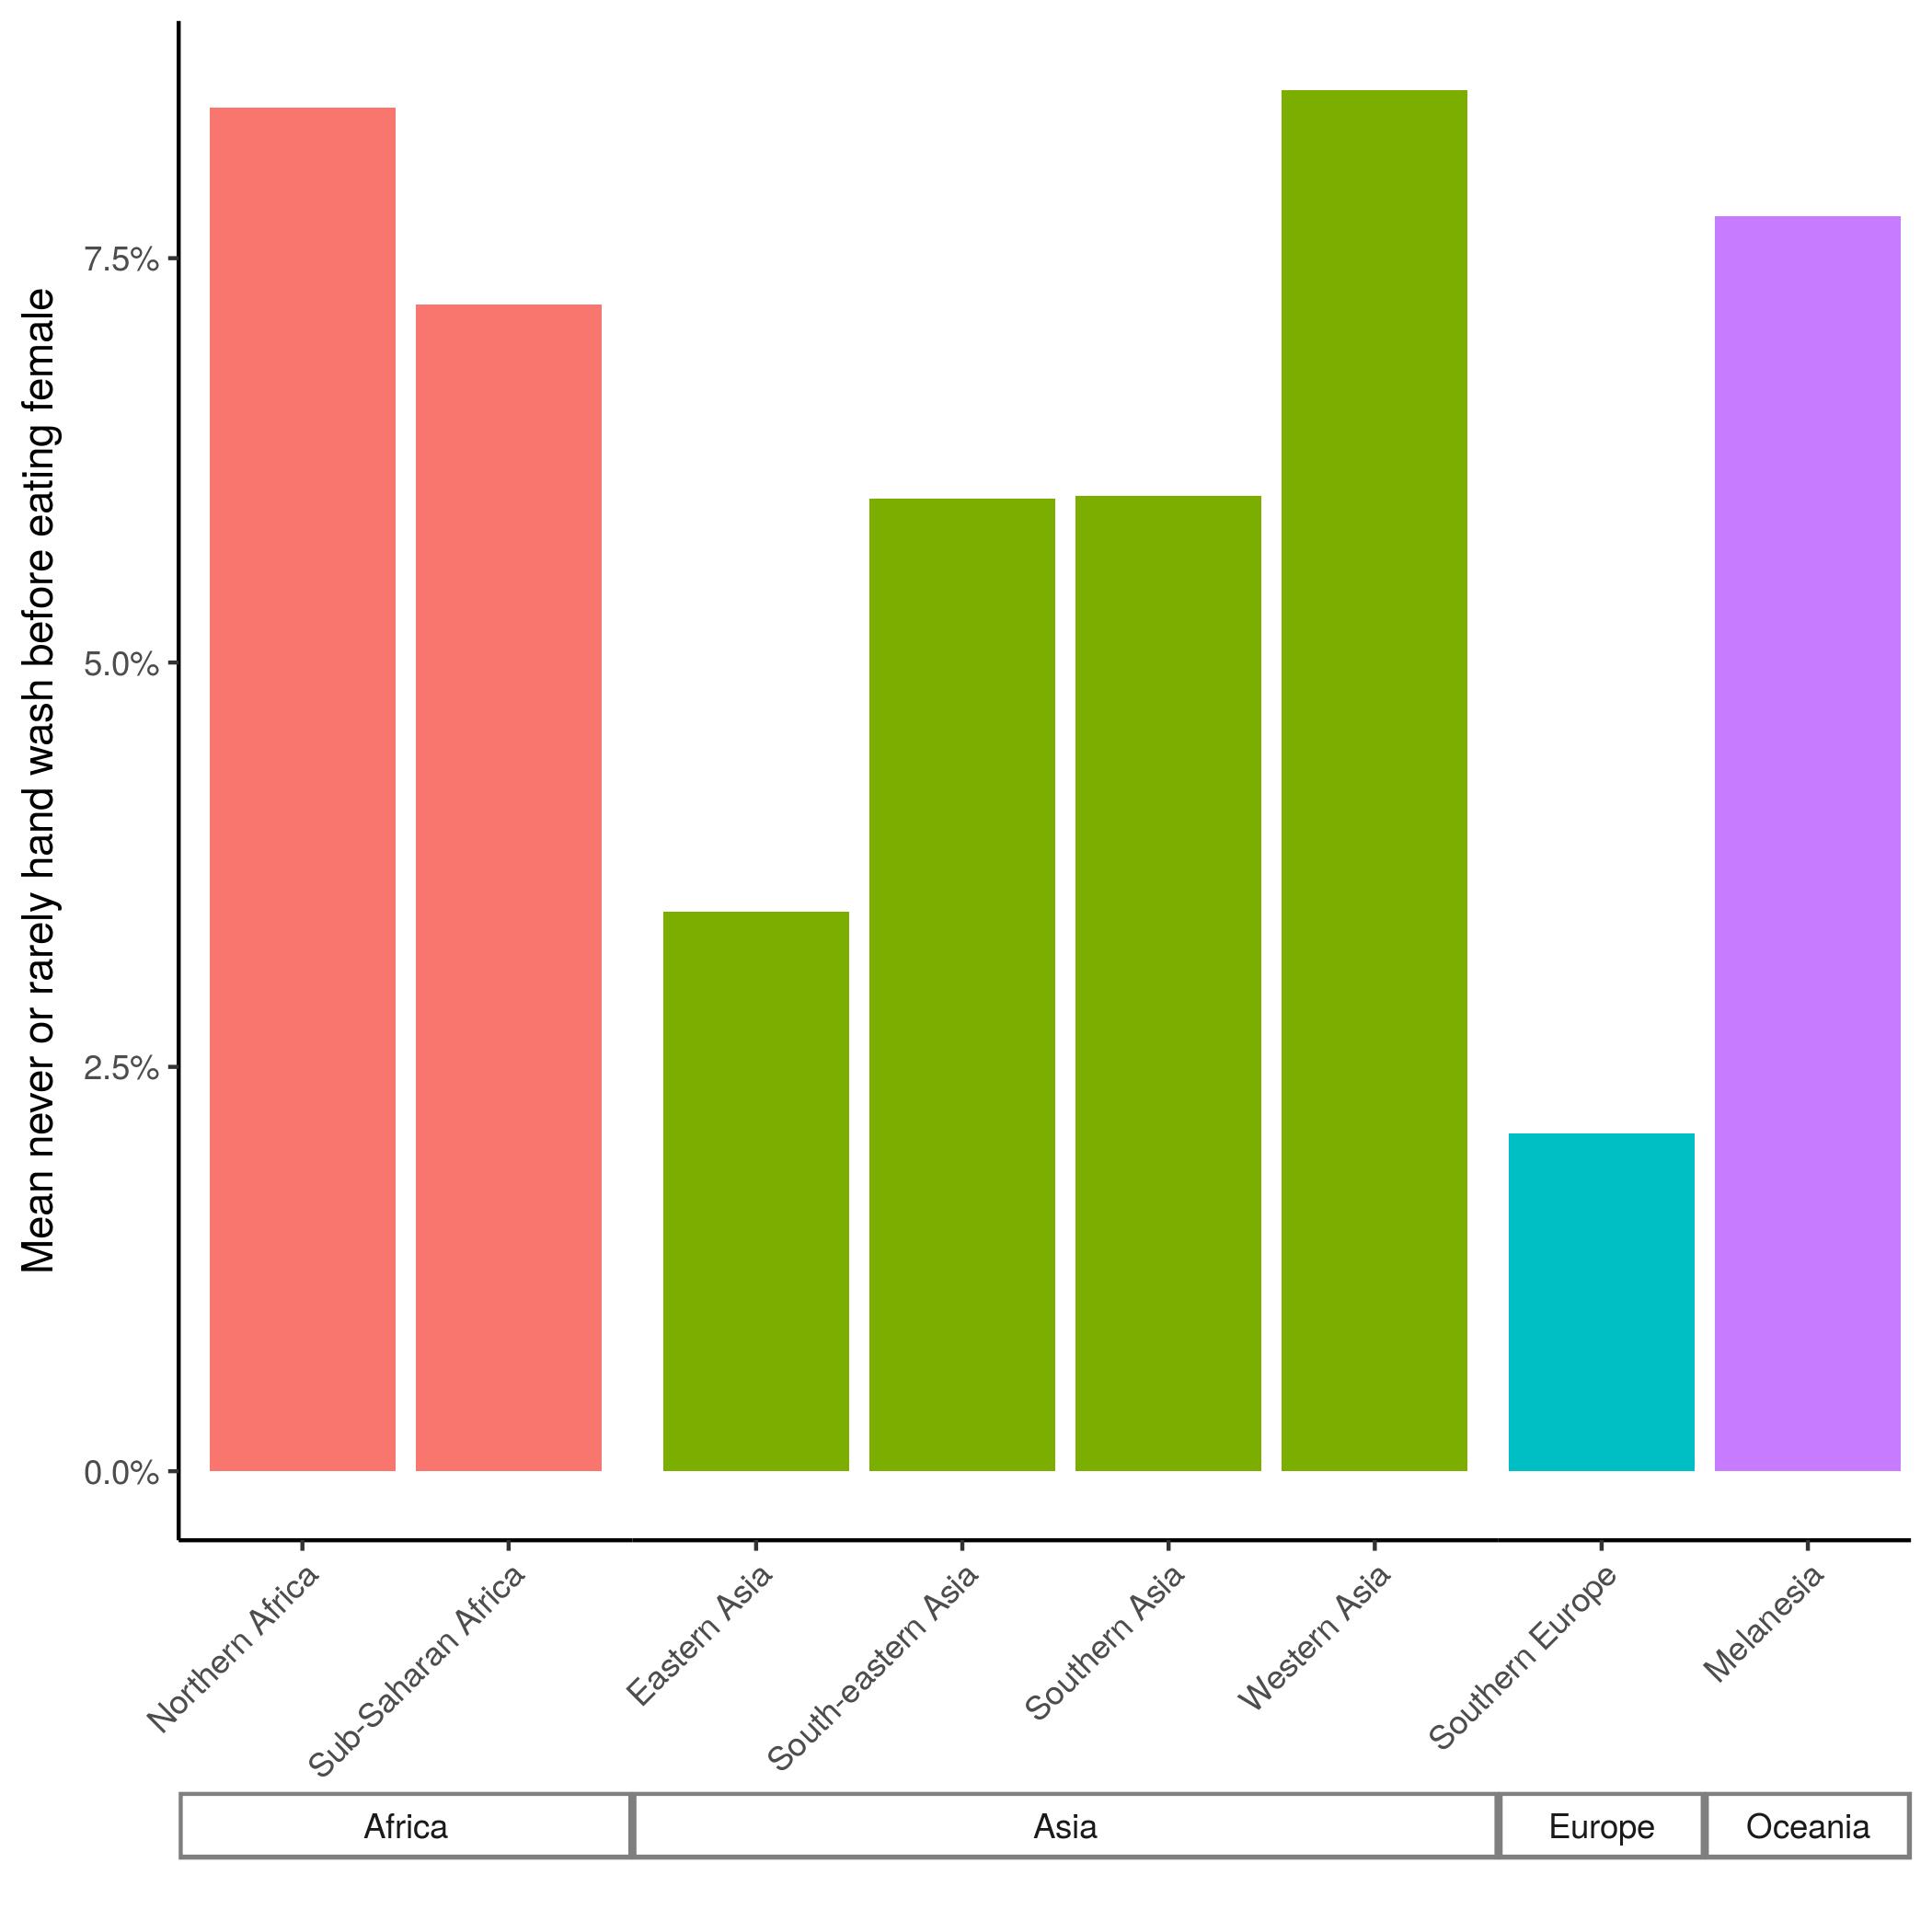 Mean never or rarely hand wash before eating female
7.5%
5.0%
2.5%
0.0%
Northern Africa
Sub-Saharan Africa
Eastern Asia
South-eastern Asia
Southern Asia
Western Asia
Southern Europe
Melanesia
Africa
Asia
Europe
Oceania